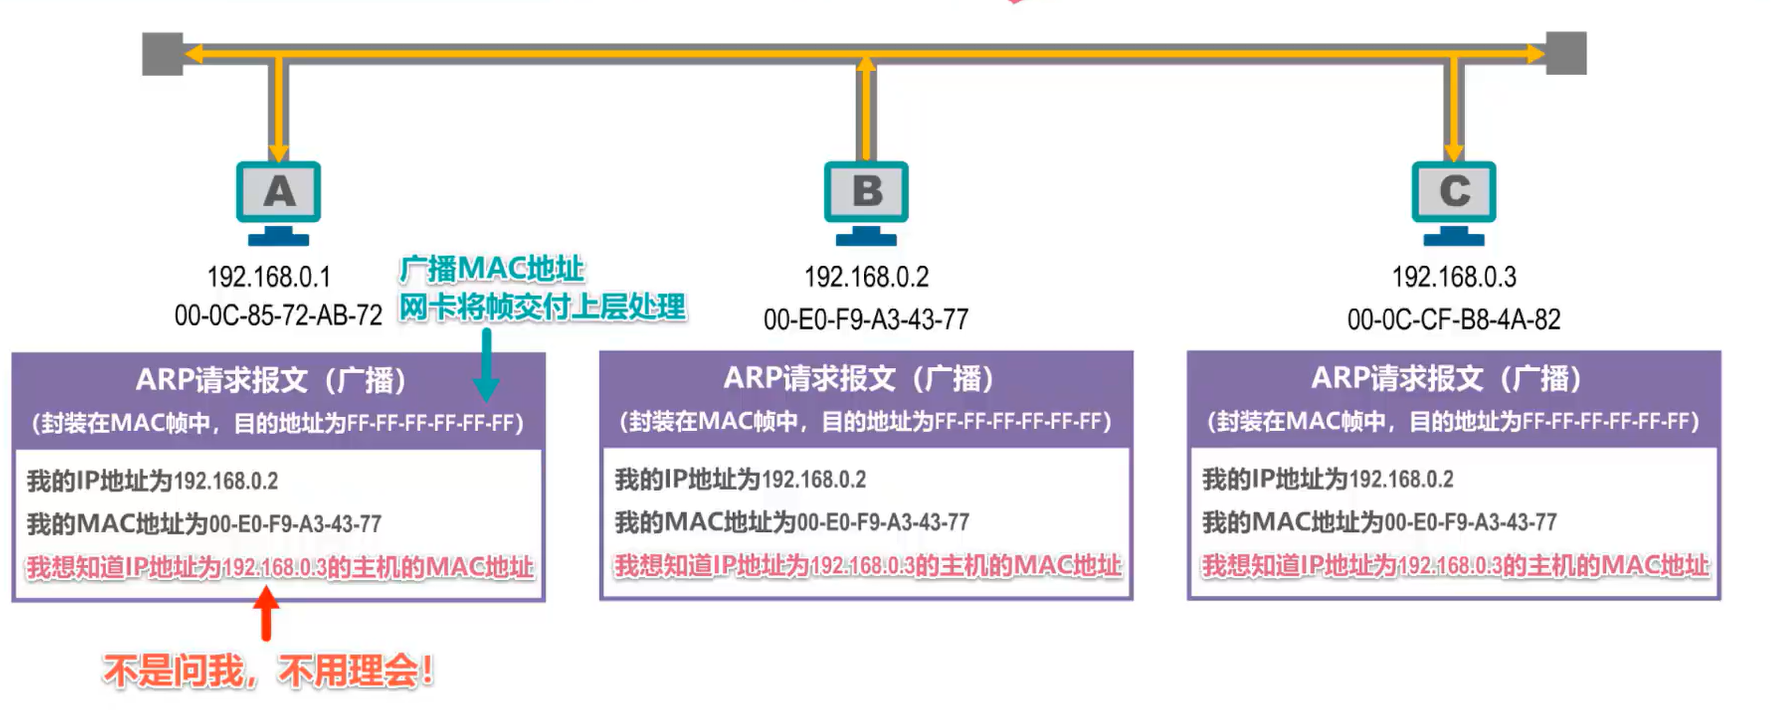 A
B
C
192.168.0.1
00-0C-85-72-AB-72
广播MAC地址
网卡将帧交付上层处理
192.168.0.2
00-E0-F9-A3-43-77
192.168.0.3
00-0C-CF-B8-4A-82
ARP请求报文（广播）
（封装在MAC帧中，目的地址为FF-FF-FF-FF-FF-FF）
我的IP地址为192.168.0.2
我的MAC地址为00-E0-F9-A3-43-77
我想知道IP地址为192.168.0.3的主机的MAC地址
不是问我，不用理会！
ARP请求报文（广播）
（封装在MAC帧中，目的地址为FF-FF-FF-FF-FF-FF）
我的IP地址为192.168.0.2
我的MAC地址为00-E0-F9-A3-43-77
我想知道IP地址为192.168.0.3的主机的MAC地址
ARP请求报文（广播）
（封装在MAC帧中，目的地址为FF-FF-FF-FF-FF-FF）
我的IP地址为192.168.0.2
我的MAC地址为00-E0-F9-A3-43-77
我想知道IP地址为192.168.0.3的主机的MAC地址